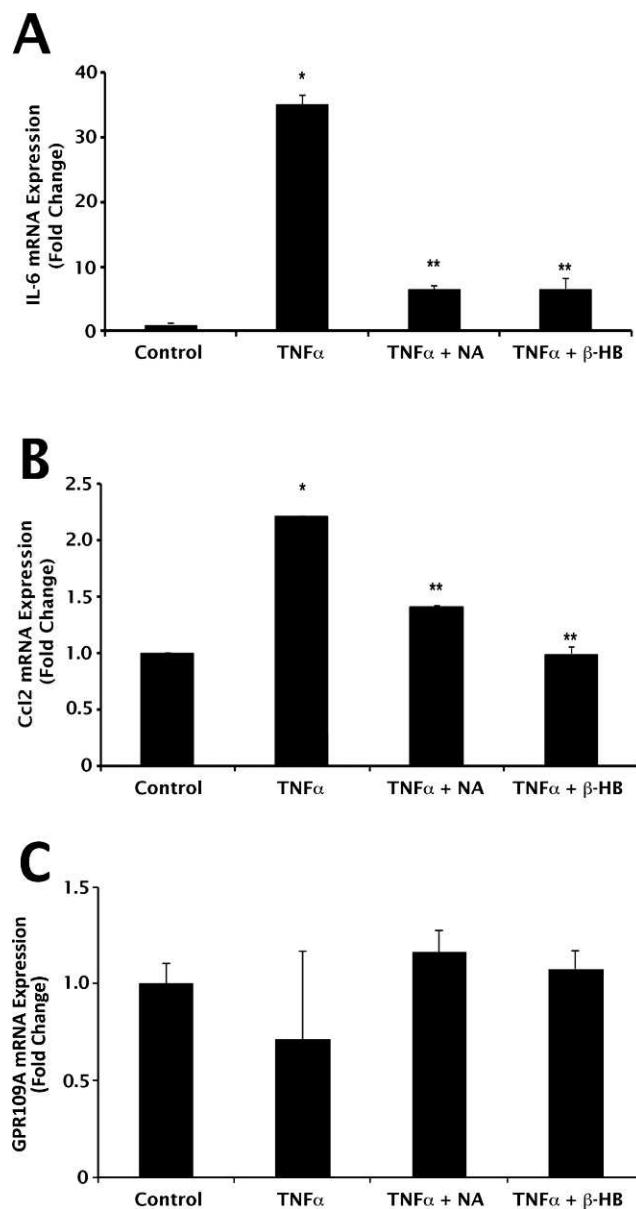 A
IL-6 mRNA Expression
(Fold Change)
40
30
20
10
0
*
**
**
Control
TNFα
TNFα + NA
TNFα + β-HB
B
Ccl2 mRNA Expression
(Fold Change)
2.5
2.0
1.5
1.0
0.5
0
*
**
**
Control
TNFα
TNFα + NA
TNFα + β-HB
C
GPR109A mRNA Expression
(Fold Change)
1.5
1.0
0.5
0
Control
TNFα
TNFα + NA
TNFα + β-HB